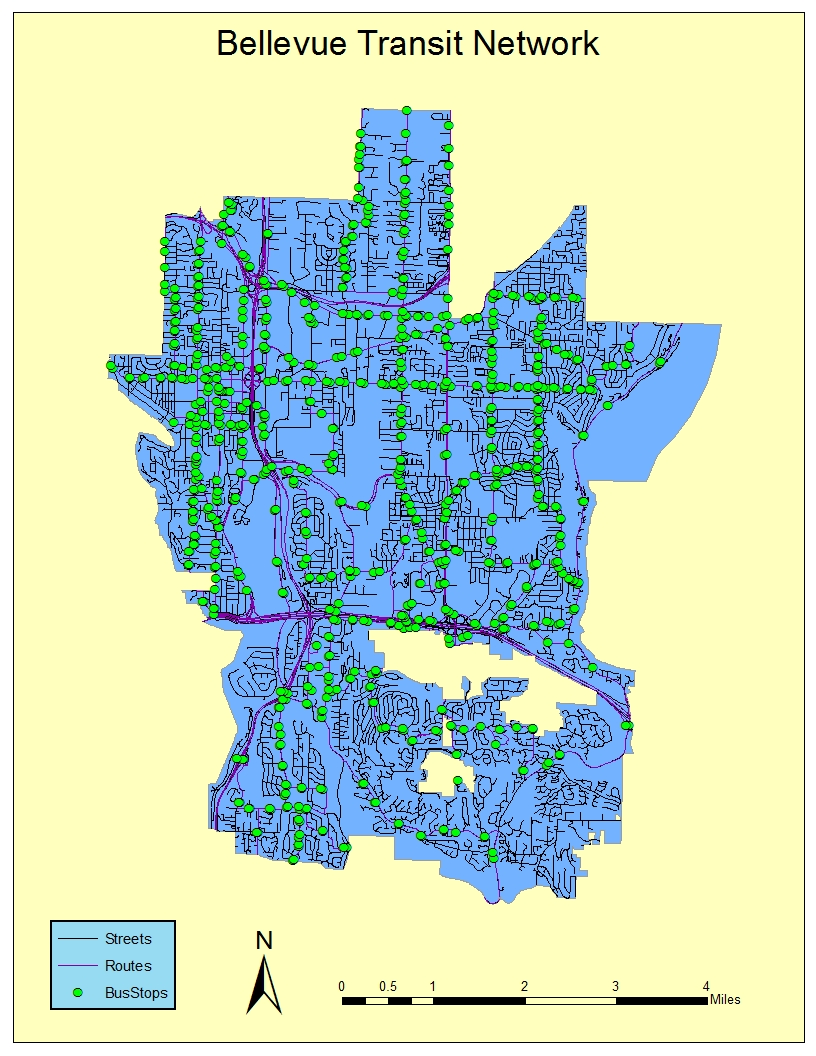 Bellevue Transit Network
Streets
Routes
BusStops
N
0 0.5 1 2 3 4
Miles